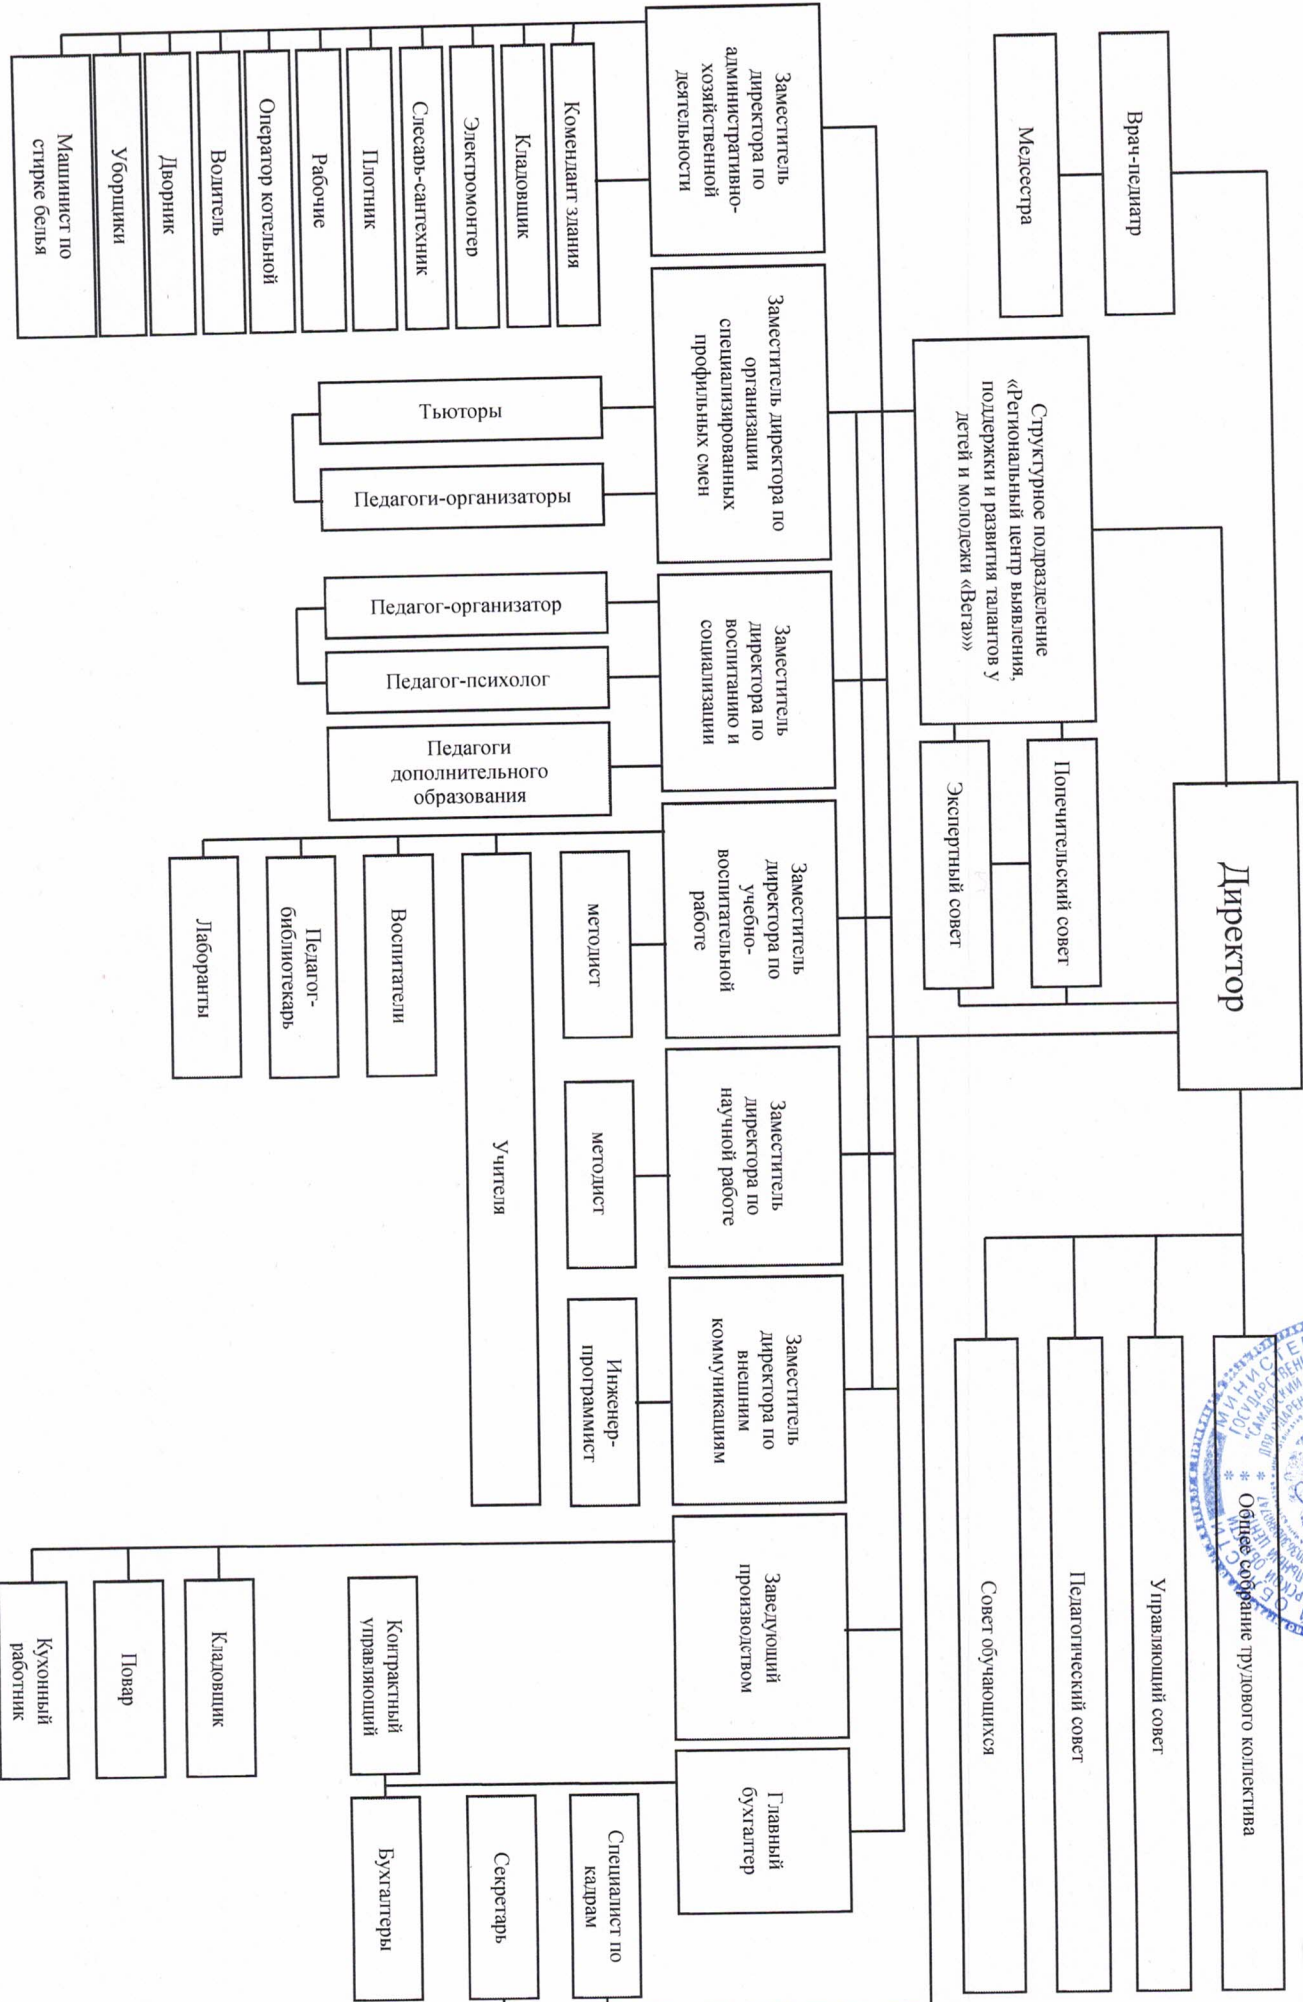 Директор
Врач-педиатр
Медсестра
Структурное подразделение
«Региональный центр выявления,
поддержки и развития талантов у
детей и молодежи «Вега»»
Попечительский совет
Экспертный совет
Общее собрание трудового коллектива
Управляющий совет
Педагогический совет
Совет обучающихся
Заместитель
директора по
административно-
хозяйственной
деятельности
Заместитель директора по
организации
специализированных
профильных смен
Заместитель
директора по
воспитанию и
социализации
Заместитель
директора по
учебно-
воспитательной
работе
Заместитель
директора по
научной работе
Заместитель
директора по
внешним
коммуникациям
Заведующий
производством
Главный
бухгалтер
Комендант здания
Кладовщик
Электромонтер
Слесарь-сантехник
Плотник
Рабочие
Оператор котельной
Водитель
Дворник
Уборщики
Машинист по
стирке белья
Тьюторы
Педагоги-организаторы
Педагог-организатор
Педагог-психолог
Педагоги
дополнительного
образования
методист
методист
Инженер-
программист
Учителя
Воспитатели
Педагог-
библиотекарь
Лаборанты
Специалист по
кадрам
Секретарь
Контрактный
управляющий
Бухгалтеры
Кладовщик
Повар
Кухонный
работник